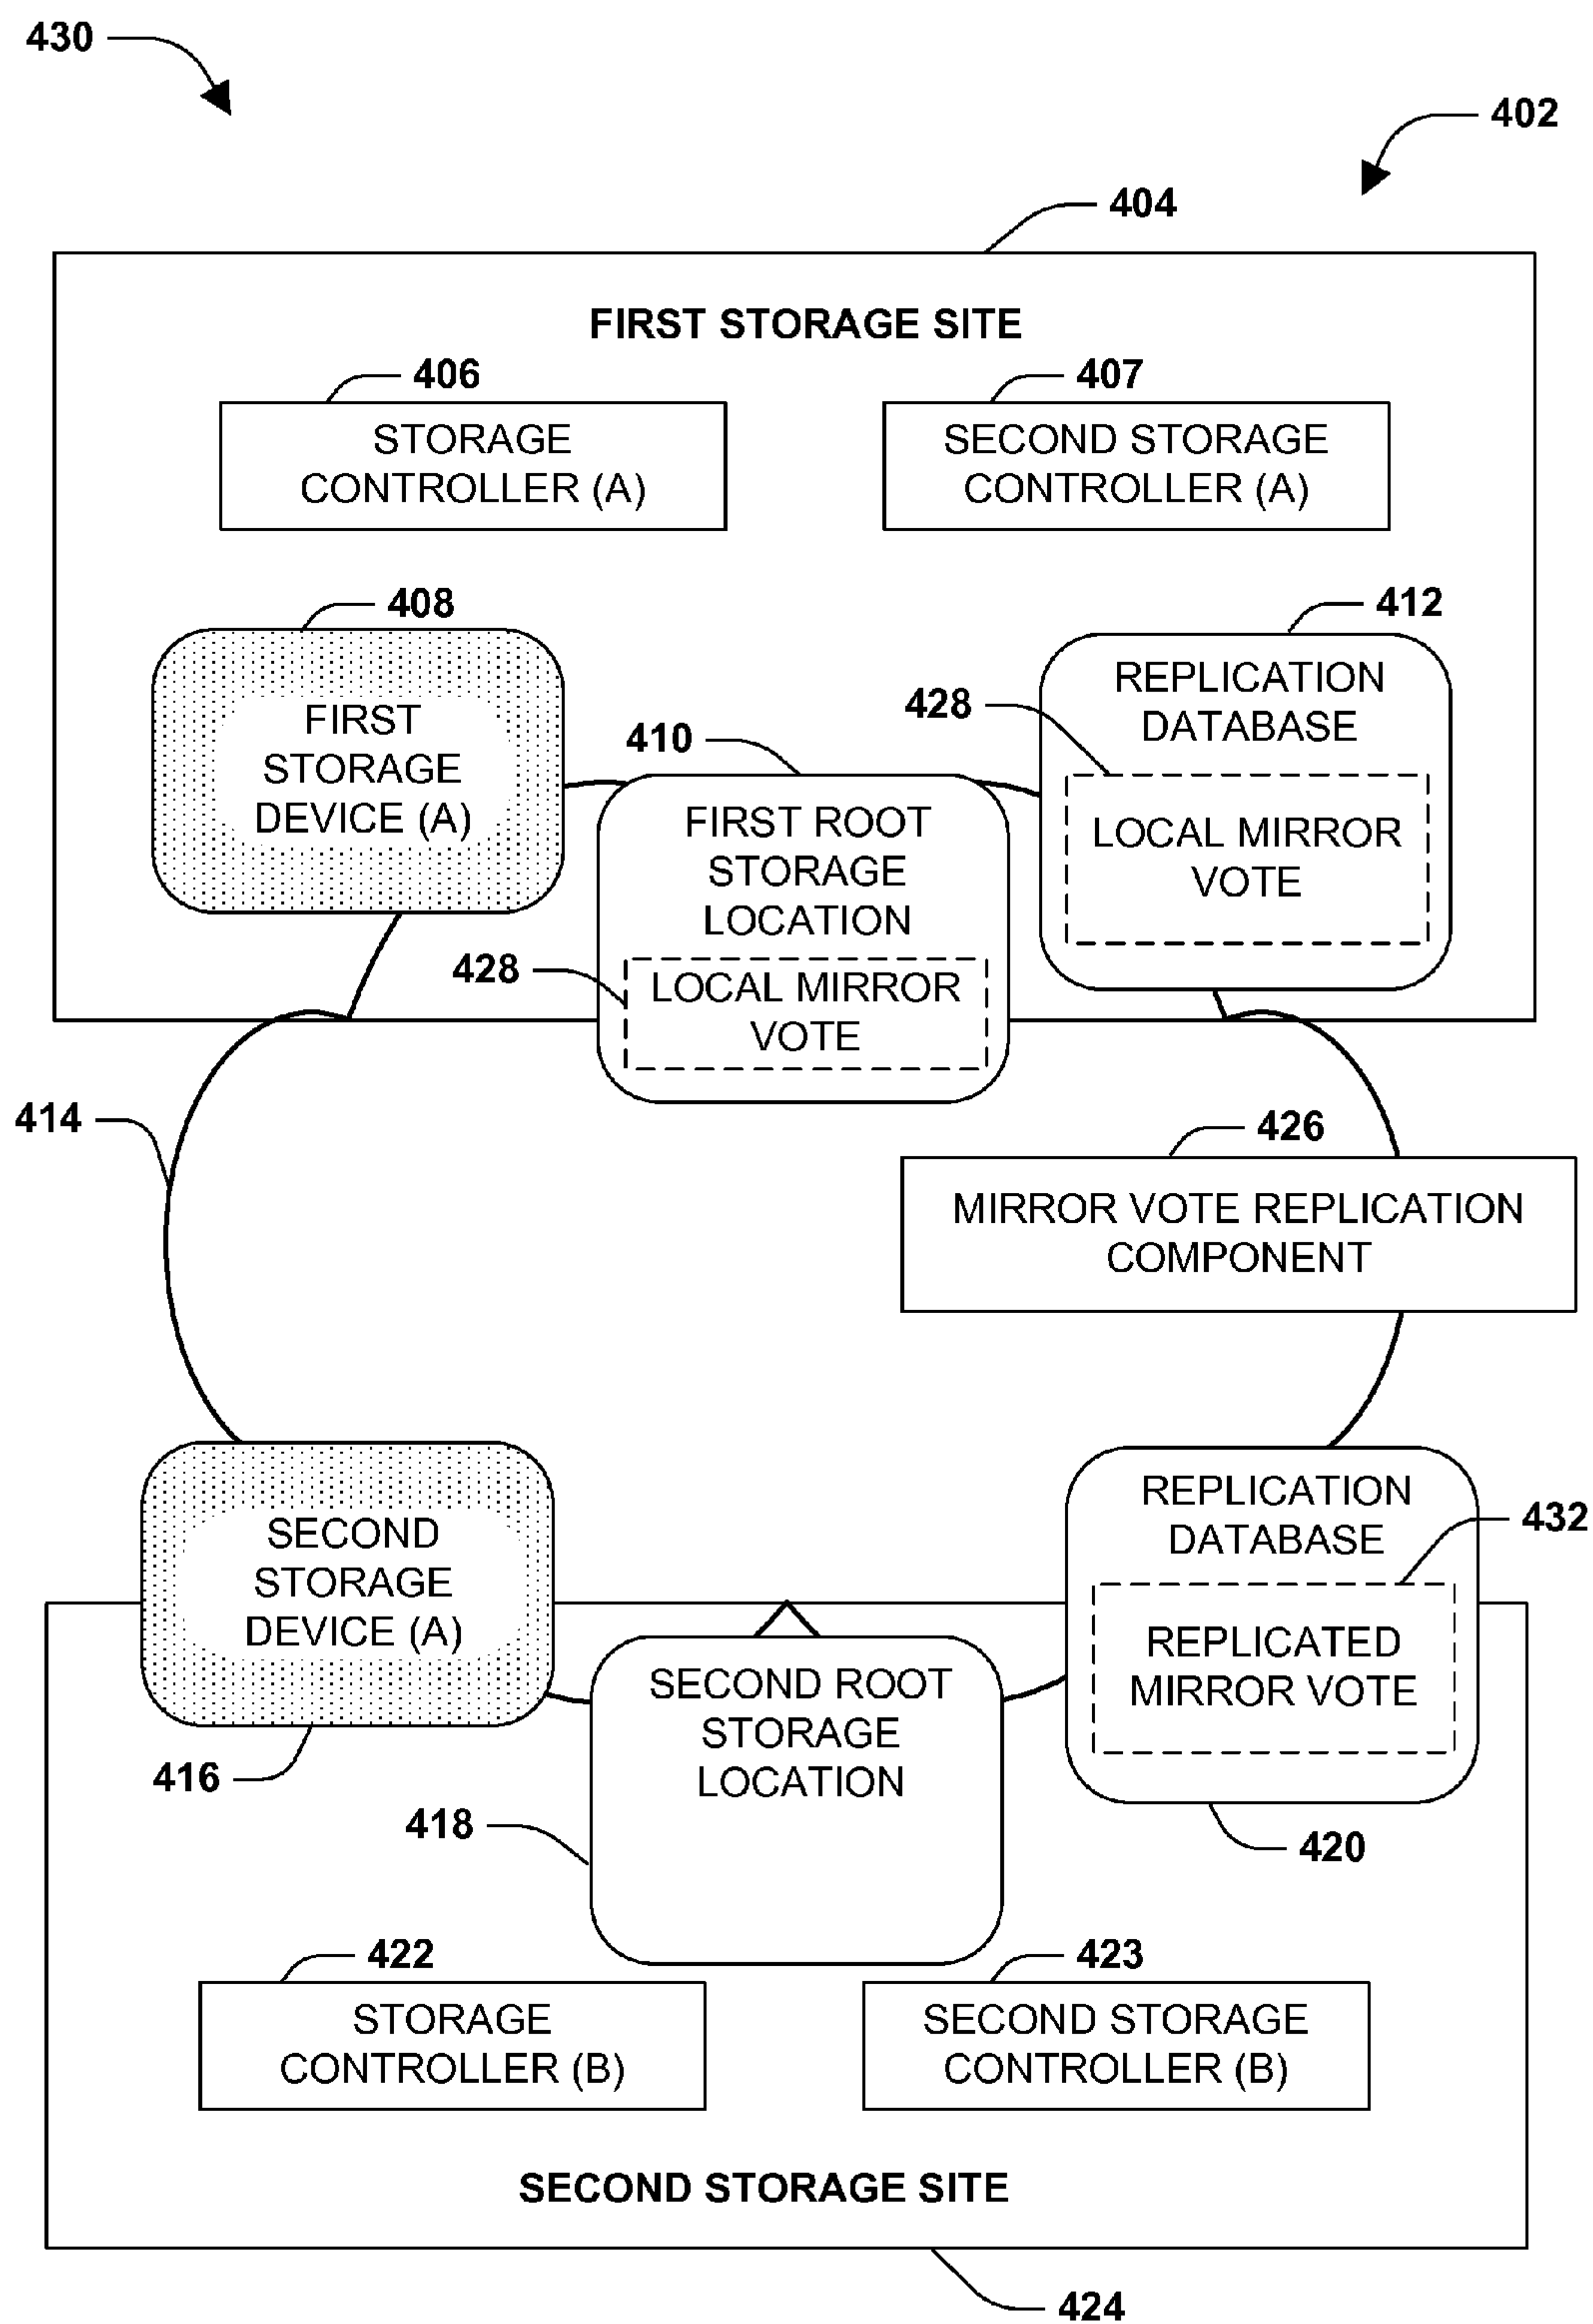 430
402
404
FIRST STORAGE SITE
406
407
STORAGE
CONTROLLER (A)
SECOND STORAGE
CONTROLLER (A)
408
412
FIRST
STORAGE
DEVICE (A)
410
428
REPLICATION
DATABASE
LOCAL MIRROR
VOTE
FIRST ROOT
STORAGE
LOCATION
428
LOCAL MIRROR
VOTE
414
426
MIRROR VOTE REPLICATION
COMPONENT
SECOND
STORAGE
DEVICE (A)
REPLICATION
DATABASE
432
REPLICATED
MIRROR VOTE
SECOND ROOT
STORAGE
LOCATION
416
418
420
422
423
STORAGE
CONTROLLER (B)
SECOND STORAGE
CONTROLLER (B)
SECOND STORAGE SITE
424